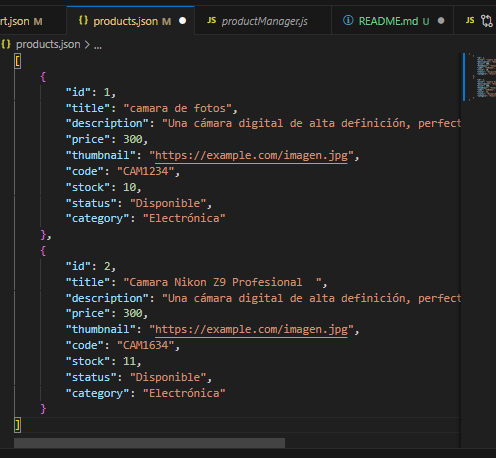 rt.json M
{} products.json M
JS productManager.js
README.md U
JS
{} products.json > ...
[
{
"id": 1,
"title": "camara de fotos",
"description": "Una cámara digital de alta definición, perfect
"price": 300,
"thumbnail": "https://example.com/imagen.jpg",
"code": "CAM1234",
"stock": 10,
"status": "Disponible",
"category": "Electrónica"
},
{
"id": 2,
"title": "Camara Nikon Z9 Profesional  ",
"description": "Una cámara digital de alta definición, perfect
"price": 300,
"thumbnail": "https://example.com/imagen.jpg",
"code": "CAM1634",
"stock": 11,
"status": "Disponible",
"category": "Electrónica"
}
]